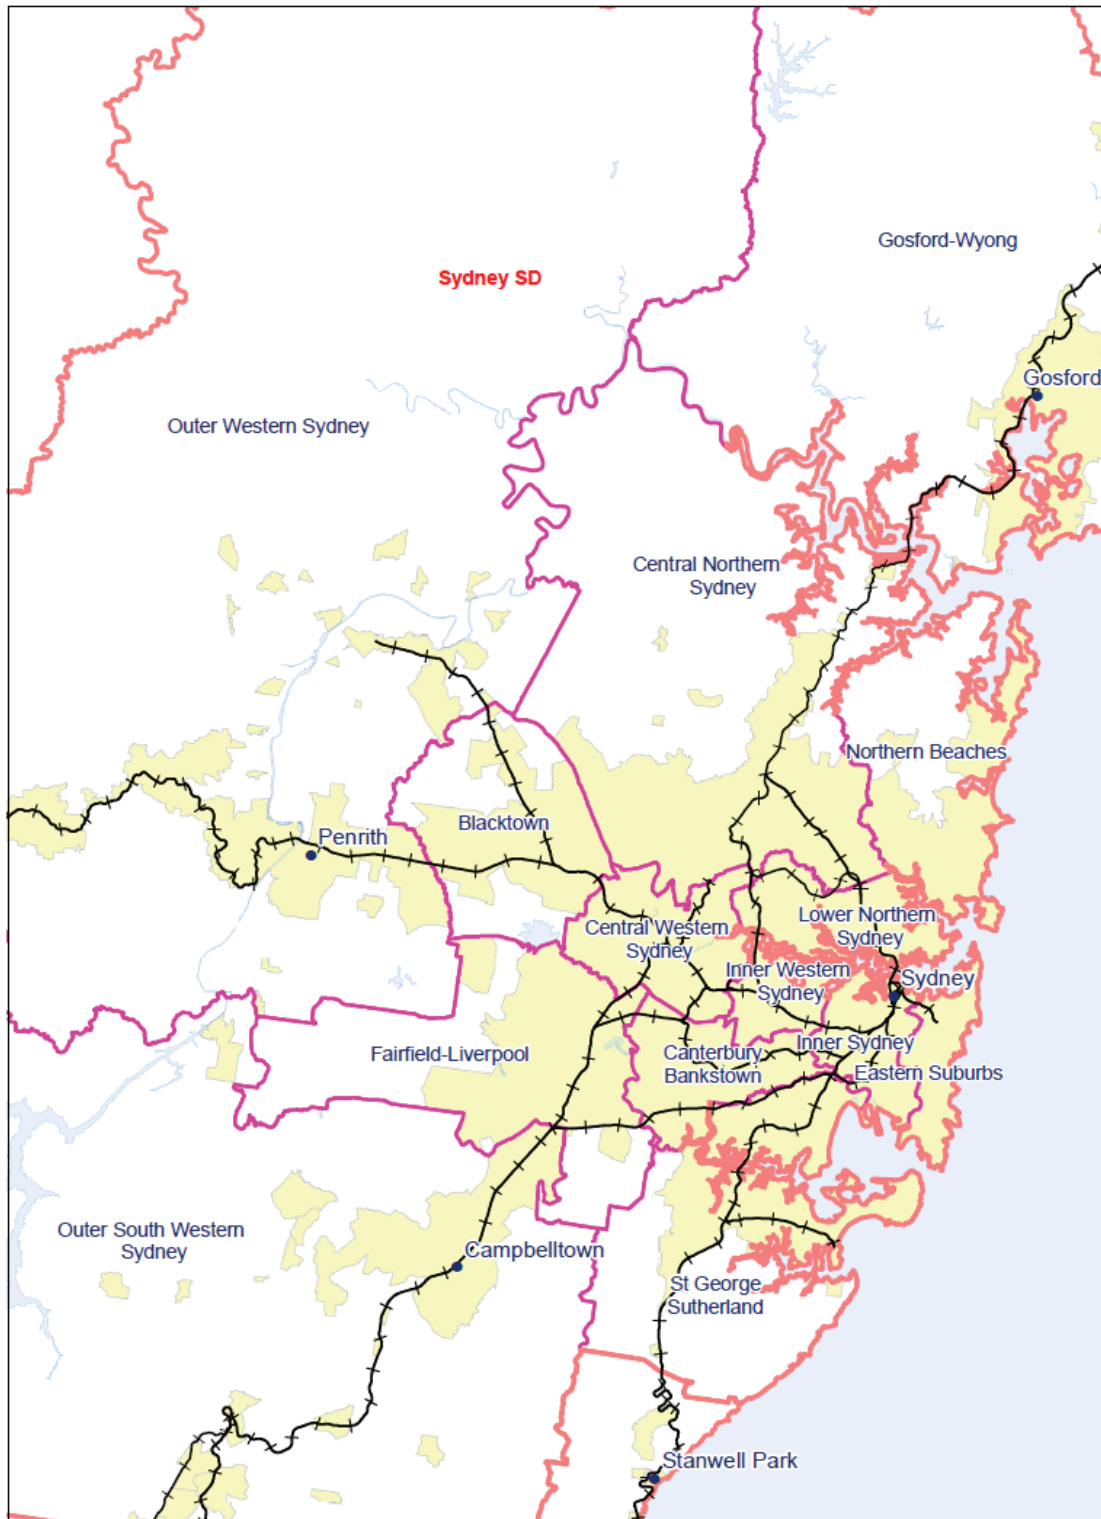 Gosford-Wyong
Sydney SD
Gosford
Outer Western Sydney
Central Northern
Sydney
Northern Beaches
Blacktown
Penrith
Lower Northern
Sydney
Central Western
Sydney
Inner Western
Sydney
Sydney
Inner Sydney
Fairfield-Liverpool
Canterbury
Bankstown
Eastern Suburbs
Outer South Western
Sydney
Campbelltown
St George
Sutherland
Stanwell Park